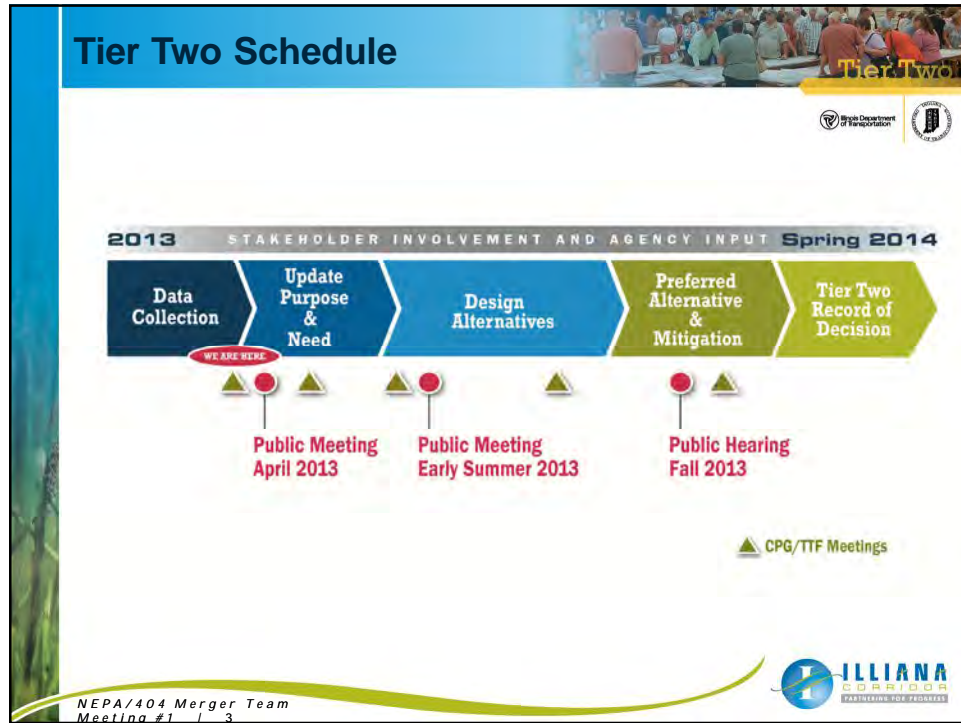 Tier Two Schedule
Tier Two
Illinois Department
of Transportation
2013 STAKEHOLDER INVOLVEMENT AND AGENCY INPUT Spring 2014
Data
Collection
Update
Purpose
&
Need
Design
Alternatives
Preferred
Alternative
&
Mitigation
Tier Two
Record of
Decision
WE ARE HERE
Public Meeting
April 2013
Public Meeting
Early Summer 2013
Public Hearing
Fall 2013
CPG/TTF Meetings
ILLIANA
CORRIDOR
PARTNERING FOR PROGRESS
NEPA/404 Merger Team
Meeting #1 | 3